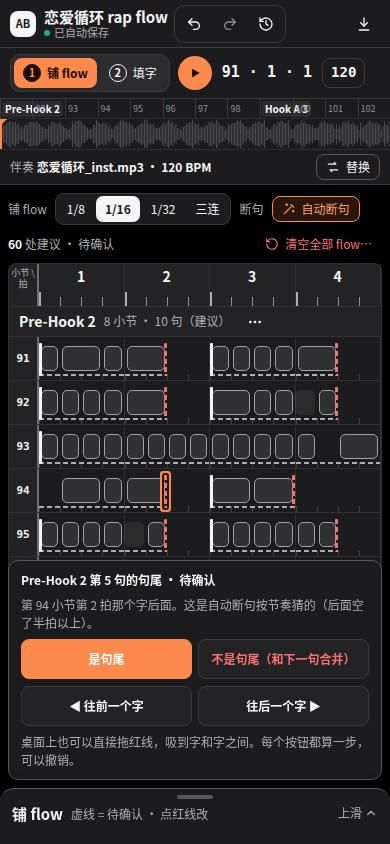 AB 恋爱循环 rap flow
已自动保存
1 铺 flow 2 填字 91 · 1 · 1 120
Pre-Hook 2 93 94 95 96 97 98 Hook A 3 101 102
伴奏 恋爱循环_inst.mp3 · 120 BPM 替换
铺 flow 1/8 1/16 1/32 三连 断句 自动断句
60 处建议 · 待确认 清空全部 flow…
小节 \ 拍 1 2 3 4
Pre-Hook 2 8 小节 · 10 句（建议） ···
91
92
93
94
95
Pre-Hook 2 第 5 句的句尾 · 待确认
第 94 小节第 2 拍那个字后面。这是自动断句按节奏猜的（后面空
了半拍以上）。
是句尾 不是句尾（和下一句合并）
◀ 往前一个字 往后一个字 ▶
桌面上也可以直接拖红线，吸到字和字之间。每个按钮都算一步，
可以撤销。
铺 flow 虚线 = 待确认 · 点红线改 上滑